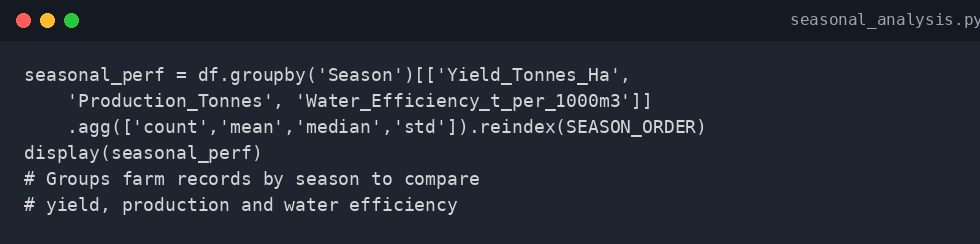 seasonal_analysis.py
seasonal_perf = df.groupby('Season')[['Yield_Tonnes_Ha',
    'Production_Tonnes', 'Water_Efficiency_t_per_1000m3']]
    .agg(['count','mean','median','std']).reindex(SEASON_ORDER)
display(seasonal_perf)
# Groups farm records by season to compare
# yield, production and water efficiency